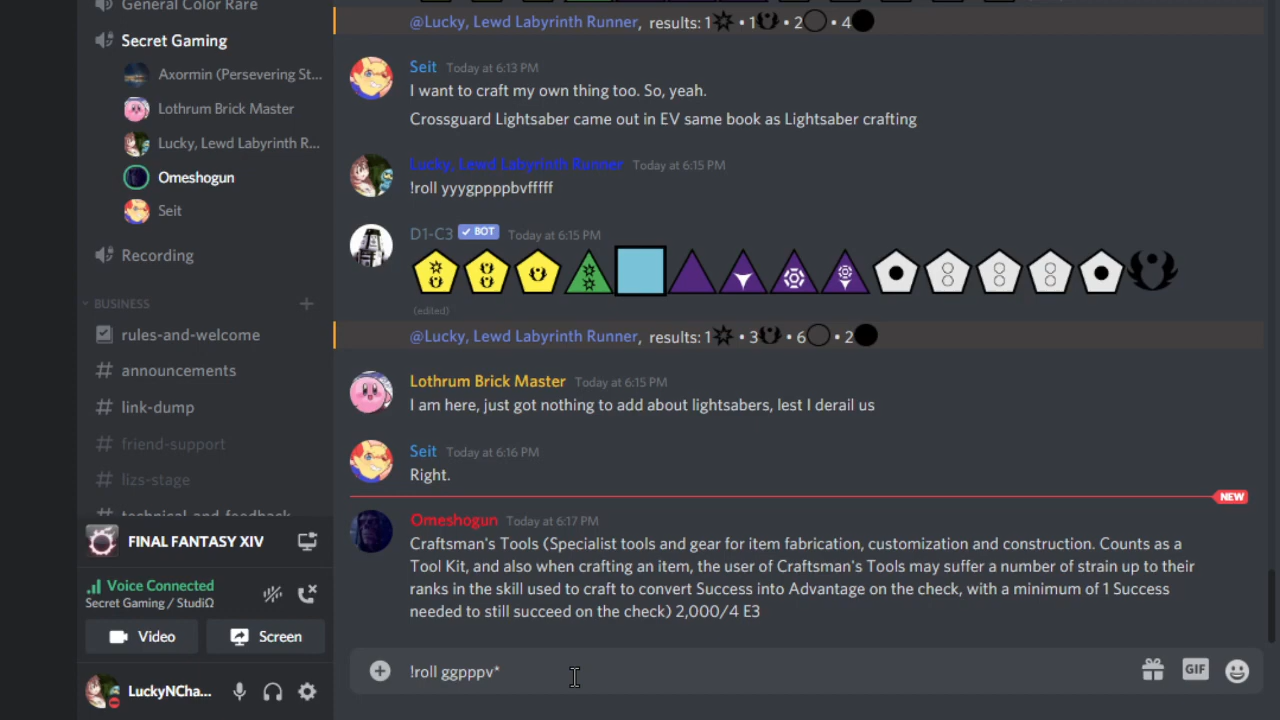 General Color Rare
Secret Gaming
Axormin (Persevering St...
Lothrum Brick Master
Lucky, Lewd Labyrinth R...
Omeshogun
Seit
Recording
BUSINESS
rules-and-welcome
announcements
link-dump
friend-support
lizs-stage
technical-and-feedback
FINAL FANTASY XIV
Voice Connected
Secret Gaming / StudiΩ
Video
Screen
LuckyNCha...
@Lucky, Lewd Labyrinth Runner, results: 1 • 1 • 2 • 4
Seit Today at 6:13 PM
I want to craft my own thing too. So, yeah.
Crossguard Lightsaber came out in EV same book as Lightsaber crafting
Lucky, Lewd Labyrinth Runner Today at 6:15 PM
!roll yyygppppbvfffff
D1-C3 ✓ BOT Today at 6:15 PM
(edited)
@Lucky, Lewd Labyrinth Runner, results: 1 • 3 • 6 • 2
Lothrum Brick Master Today at 6:15 PM
I am here, just got nothing to add about lightsabers, lest I derail us
Seit Today at 6:16 PM
Right.
NEW
Omeshogun Today at 6:17 PM
Craftsman's Tools (Specialist tools and gear for item fabrication, customization and construction. Counts as a
Tool Kit, and also when crafting an item, the user of Craftsman's Tools may suffer a number of strain up to their
ranks in the skill used to craft to convert Success into Advantage on the check, with a minimum of 1 Success
needed to still succeed on the check) 2,000/4 E3
!roll ggpppv*
GIF